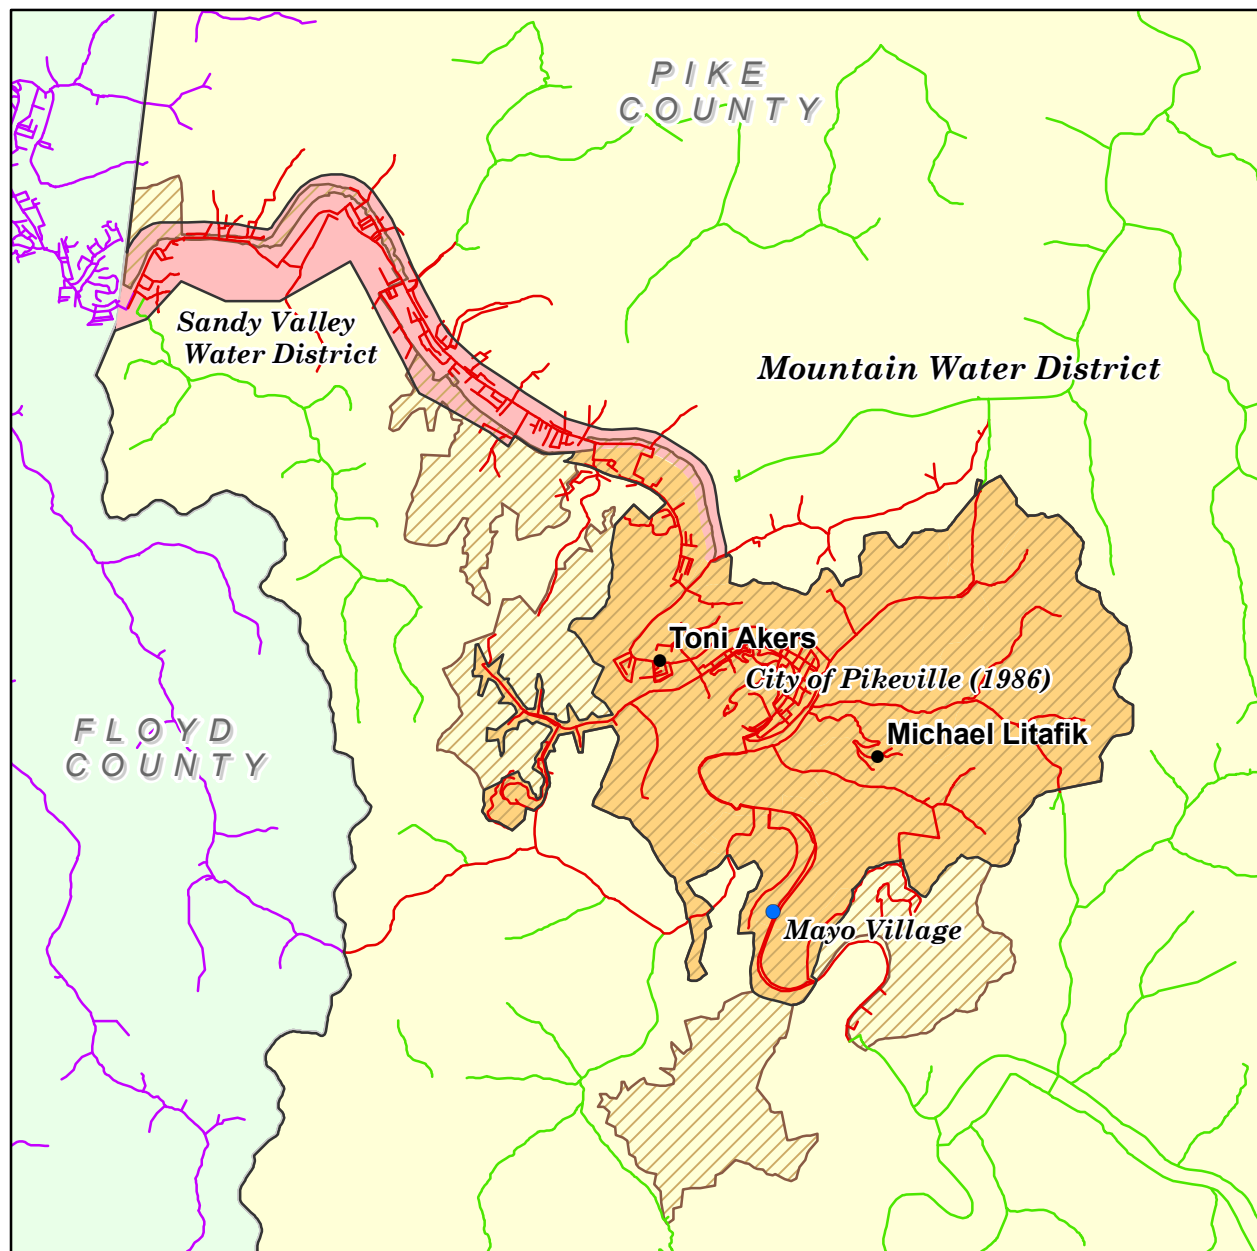 PIKE
COUNTY
Sandy Valley
Water District
Mountain Water District
Toni Akers
City of Pikeville (1986)
FLOYD
COUNTY
Michael Litafik
Mayo Village